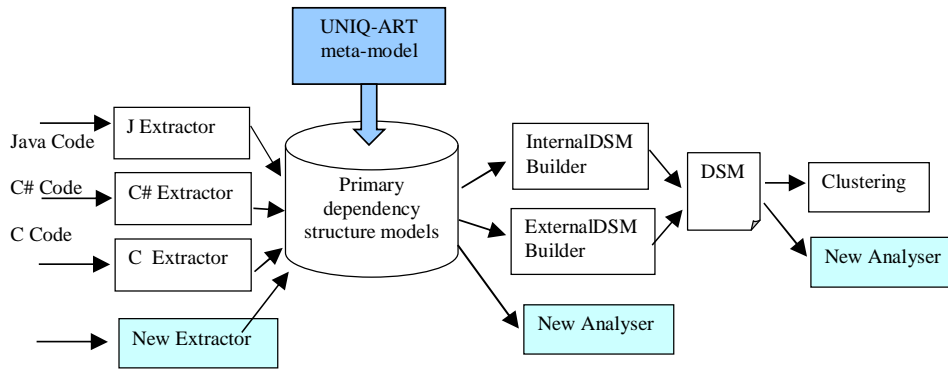 UNIQ-ART
meta-model
Java Code
J Extractor
C# Code
C# Extractor
C Code
C Extractor
New Extractor
Primary
dependency
structure models
InternalDSM
Builder
ExternalDSM
Builder
New Analyser
DSM
Clustering
New Analyser